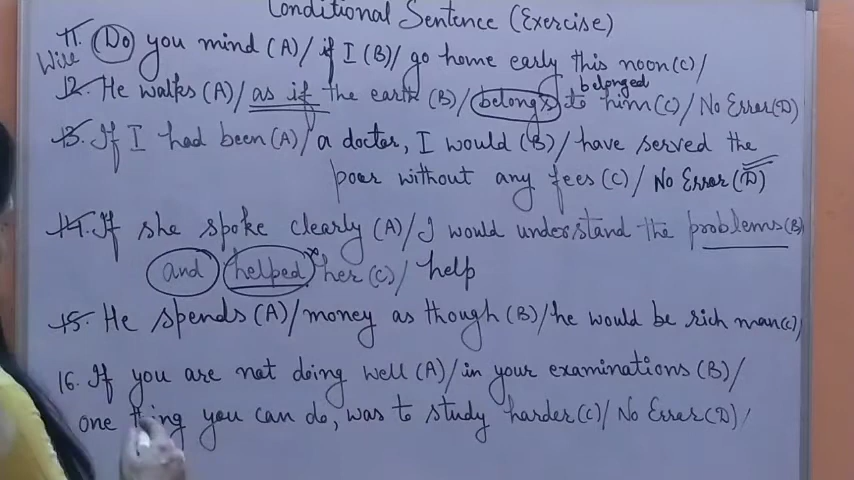 Conditional Sentence (Exercise)
11. Do you mind (A)/ if I (B)/ go home early this noon (C)/
Will
belonged
12. He walks (A)/ as if the earth (B)/ belongs to him (C)/ No Error (D)
13. If I had been (A)/ a doctor, I would (B)/ have served the
poor without any fees (C)/ No Error (D)
14. If she spoke clearly (A)/ I would understand the problems (B)
and helped her (C)/ help
15. He spends (A)/ money as though (B)/ he would be rich man (C)/
16. If you are not doing well (A)/ in your examinations (B)/
one thing you can do, was to study harder (C)/ No Error (D)/